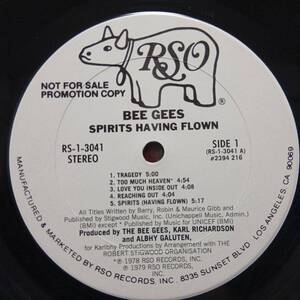 RSO
NOT FOR SALE
PROMOTION COPY
BEE GEES
SPIRITS HAVING FLOWN
RS-1-3041
STEREO
SIDE 1
(RS-1-3041 A)
#2394 216
1. TRAGEDY 5:00
2. TOO MUCH HEAVEN* 4:54
3. LOVE YOU INSIDE OUT 4:08
4. REACHING OUT 4:05
5. SPIRITS (HAVING FLOWN) 5:17
All Titles Written by Barry, Robin & Maurice Gibb and
Published by Stigwood Music Inc. (Unichappell Music Admin.)
(BMI) except * Published by Music for UNICEF (BMI)
Produced by THE BEE GEES, KARL RICHARDSON
and ALBHY GALUTEN,
for Karlbhy Productions by Arrangement with THE
ROBERT STIGWOOD ORGANISATION
℗ 1978 RSO RECORDS, INC.
© 1979 RSO RECORDS, INC.
MANUFACTURED & MARKETED BY RSO RECORDS, INC. 8335 SUNSET BLVD. LOS ANGELES, CA. 90069